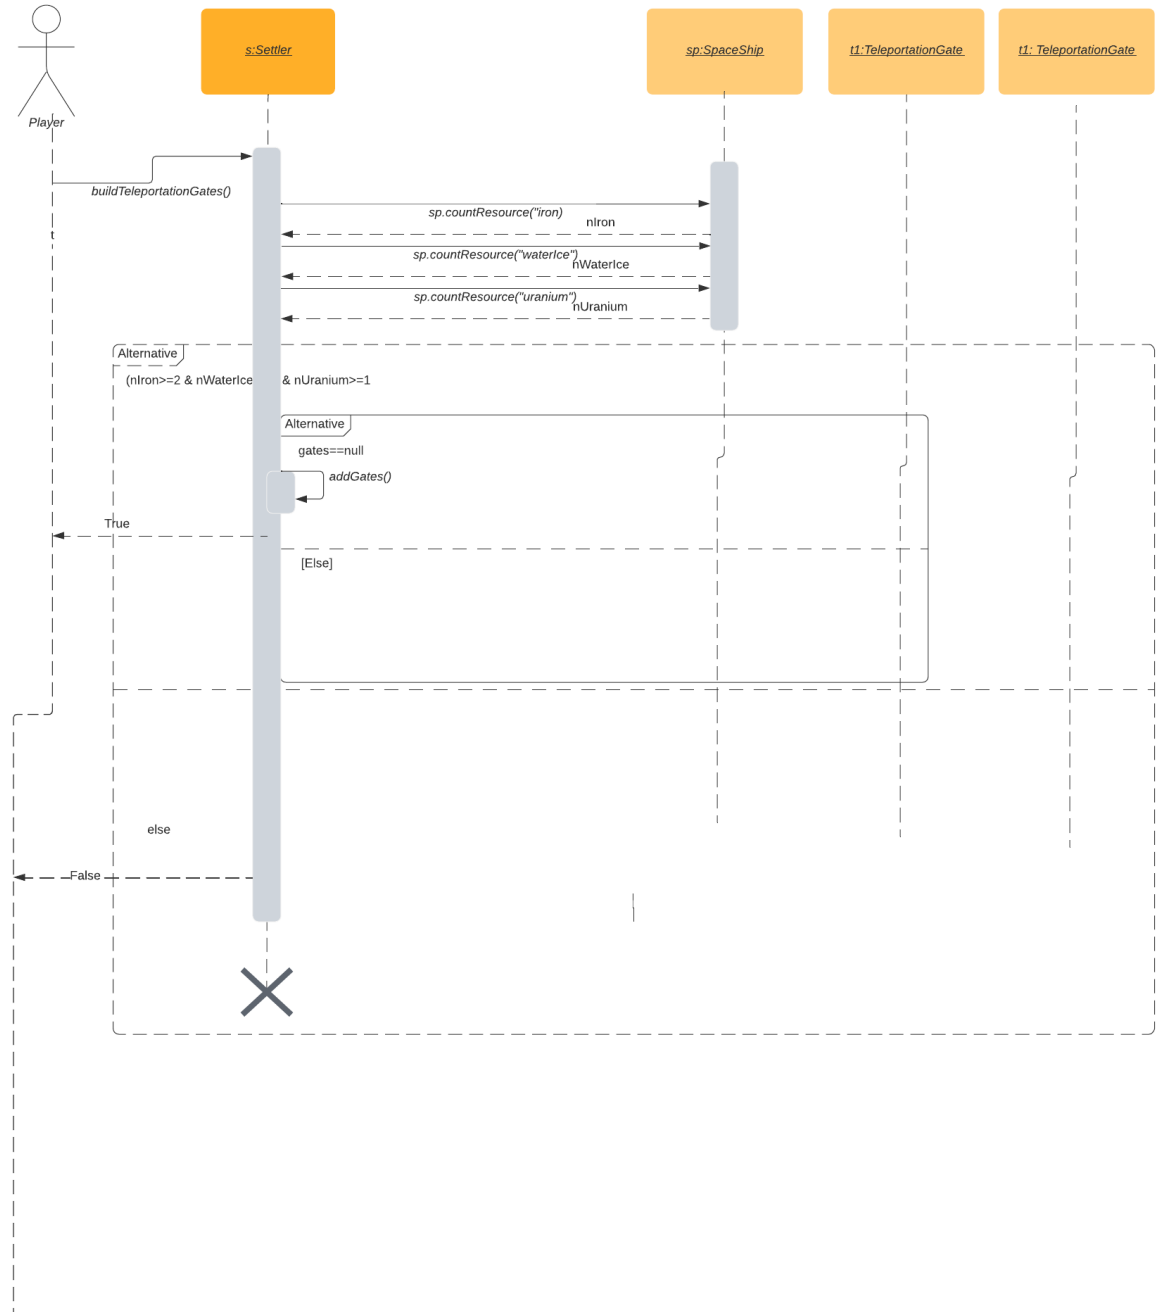 s:Settler
sp:SpaceShip
t1:TeleportationGate
t1: TeleportationGate
Player
buildTeleportationGates()
sp.countResource("iron)
nIron
t
sp.countResource("waterIce")
nWaterIce
sp.countResource("uranium")
nUranium
Alternative
(nIron>=2 & nWaterIce & nUranium>=1
Alternative
gates==null
addGates()
True
[Else]
else
False